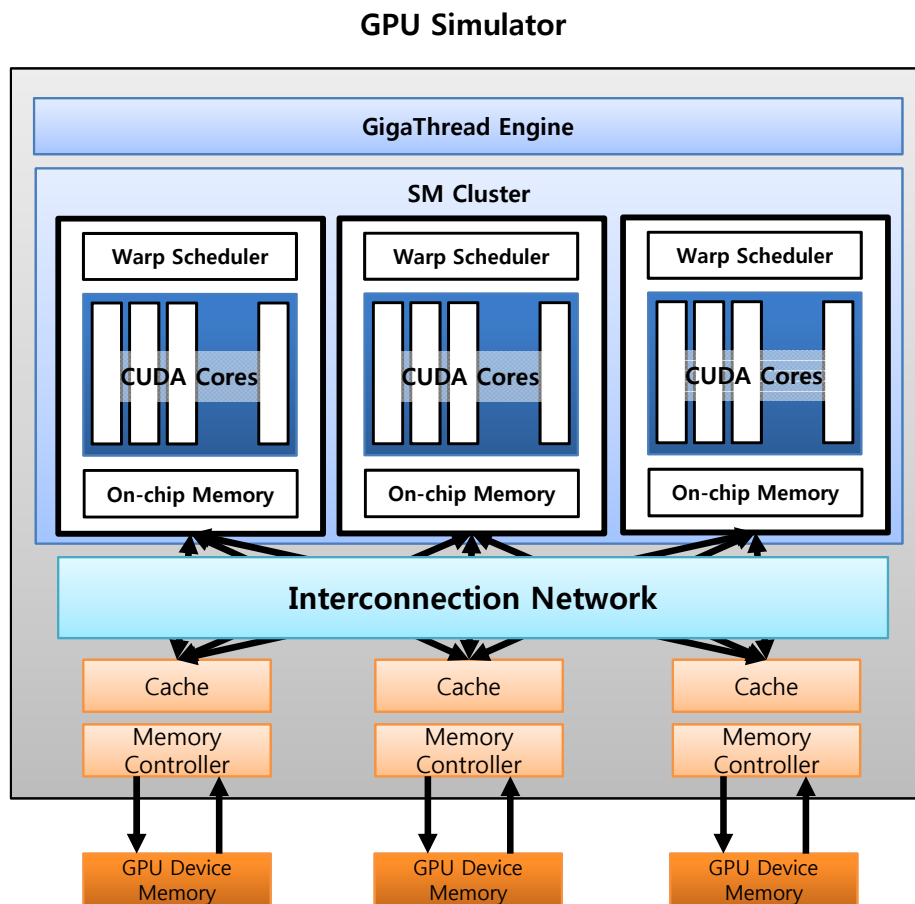 GPU Simulator
GigaThread Engine
SM Cluster
Warp Scheduler
Warp Scheduler
Warp Scheduler
CUDA Cores
CUDA Cores
CUDA Cores
On-chip Memory
On-chip Memory
On-chip Memory
Interconnection Network
Cache
Cache
Cache
Memory
Controller
Memory
Controller
Memory
Controller
GPU Device
Memory
GPU Device
Memory
GPU Device
Memory